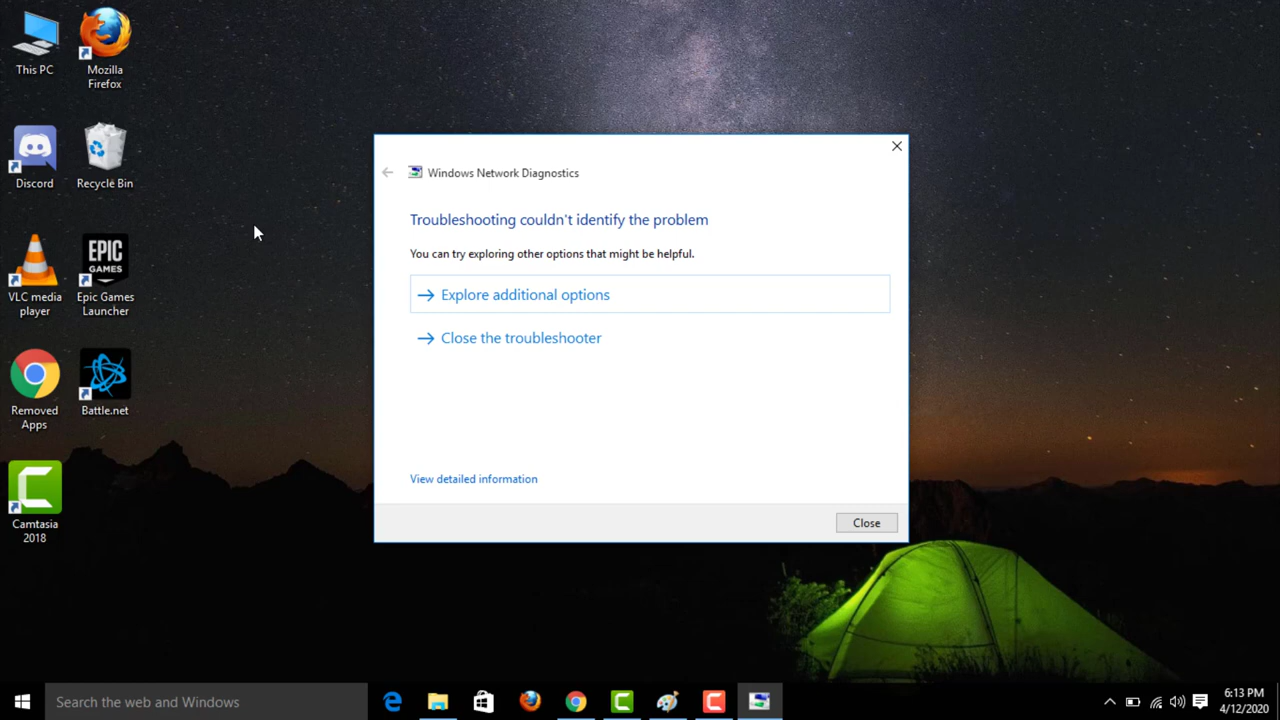 This PC
Mozilla
Firefox
Discord
Recycle Bin
VLC media
player
EPIC
GAMES
Epic Games
Launcher
Removed
Apps
Battle.net
Camtasia
2018
Windows Network Diagnostics
Troubleshooting couldn't identify the problem
You can try exploring other options that might be helpful.
Explore additional options
Close the troubleshooter
View detailed information
Close
Search the web and Windows
6:13 PM
4/12/2020